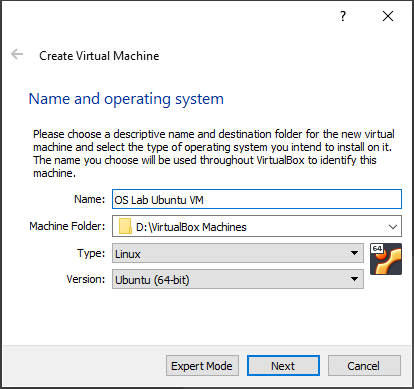 ?
Create Virtual Machine
Name and operating system
Please choose a descriptive name and destination folder for the new virtual
machine and select the type of operating system you intend to install on it.
The name you choose will be used throughout VirtualBox to identify this
machine.
Name: OS Lab Ubuntu VM
Machine Folder: D:\VirtualBox Machines
Type: Linux
64
Version: Ubuntu (64-bit)
Expert Mode Next Cancel